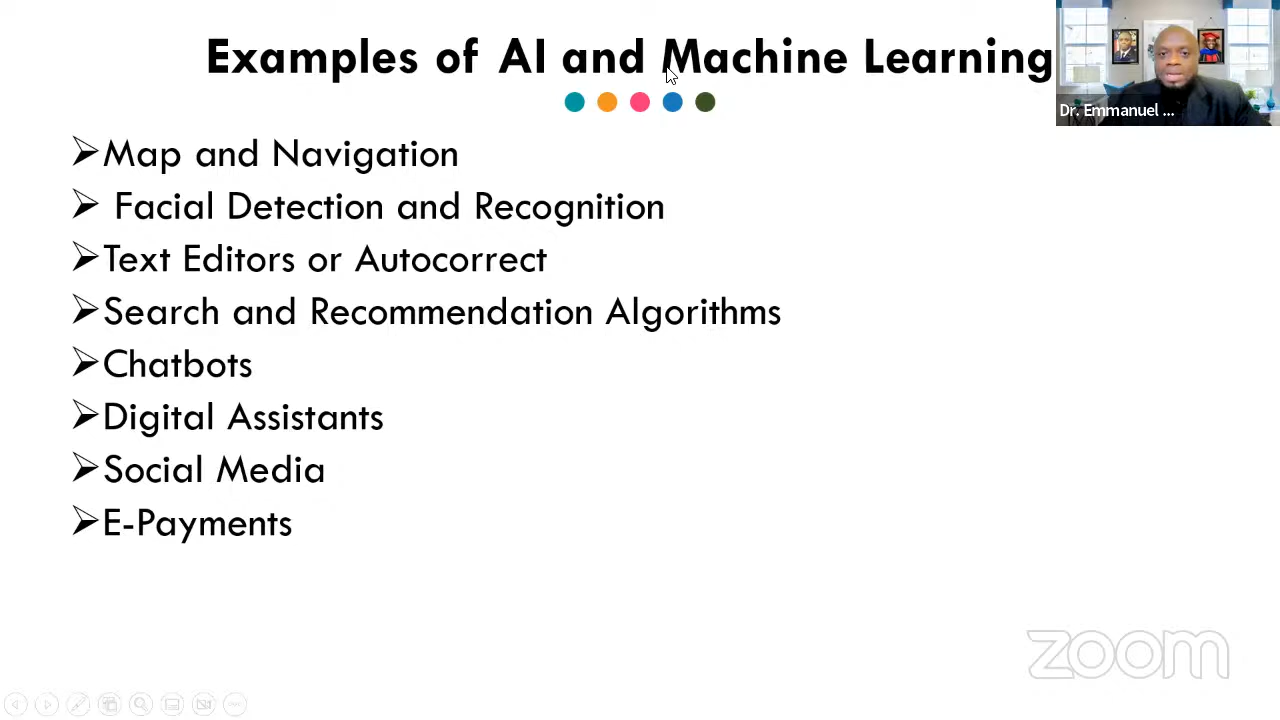 Examples of AI and Machine Learning
Dr. Emmanuel ...
➢Map and Navigation
➢ Facial Detection and Recognition
➢Text Editors or Autocorrect
➢Search and Recommendation Algorithms
➢Chatbots
➢Digital Assistants
➢Social Media
➢E-Payments
zoom